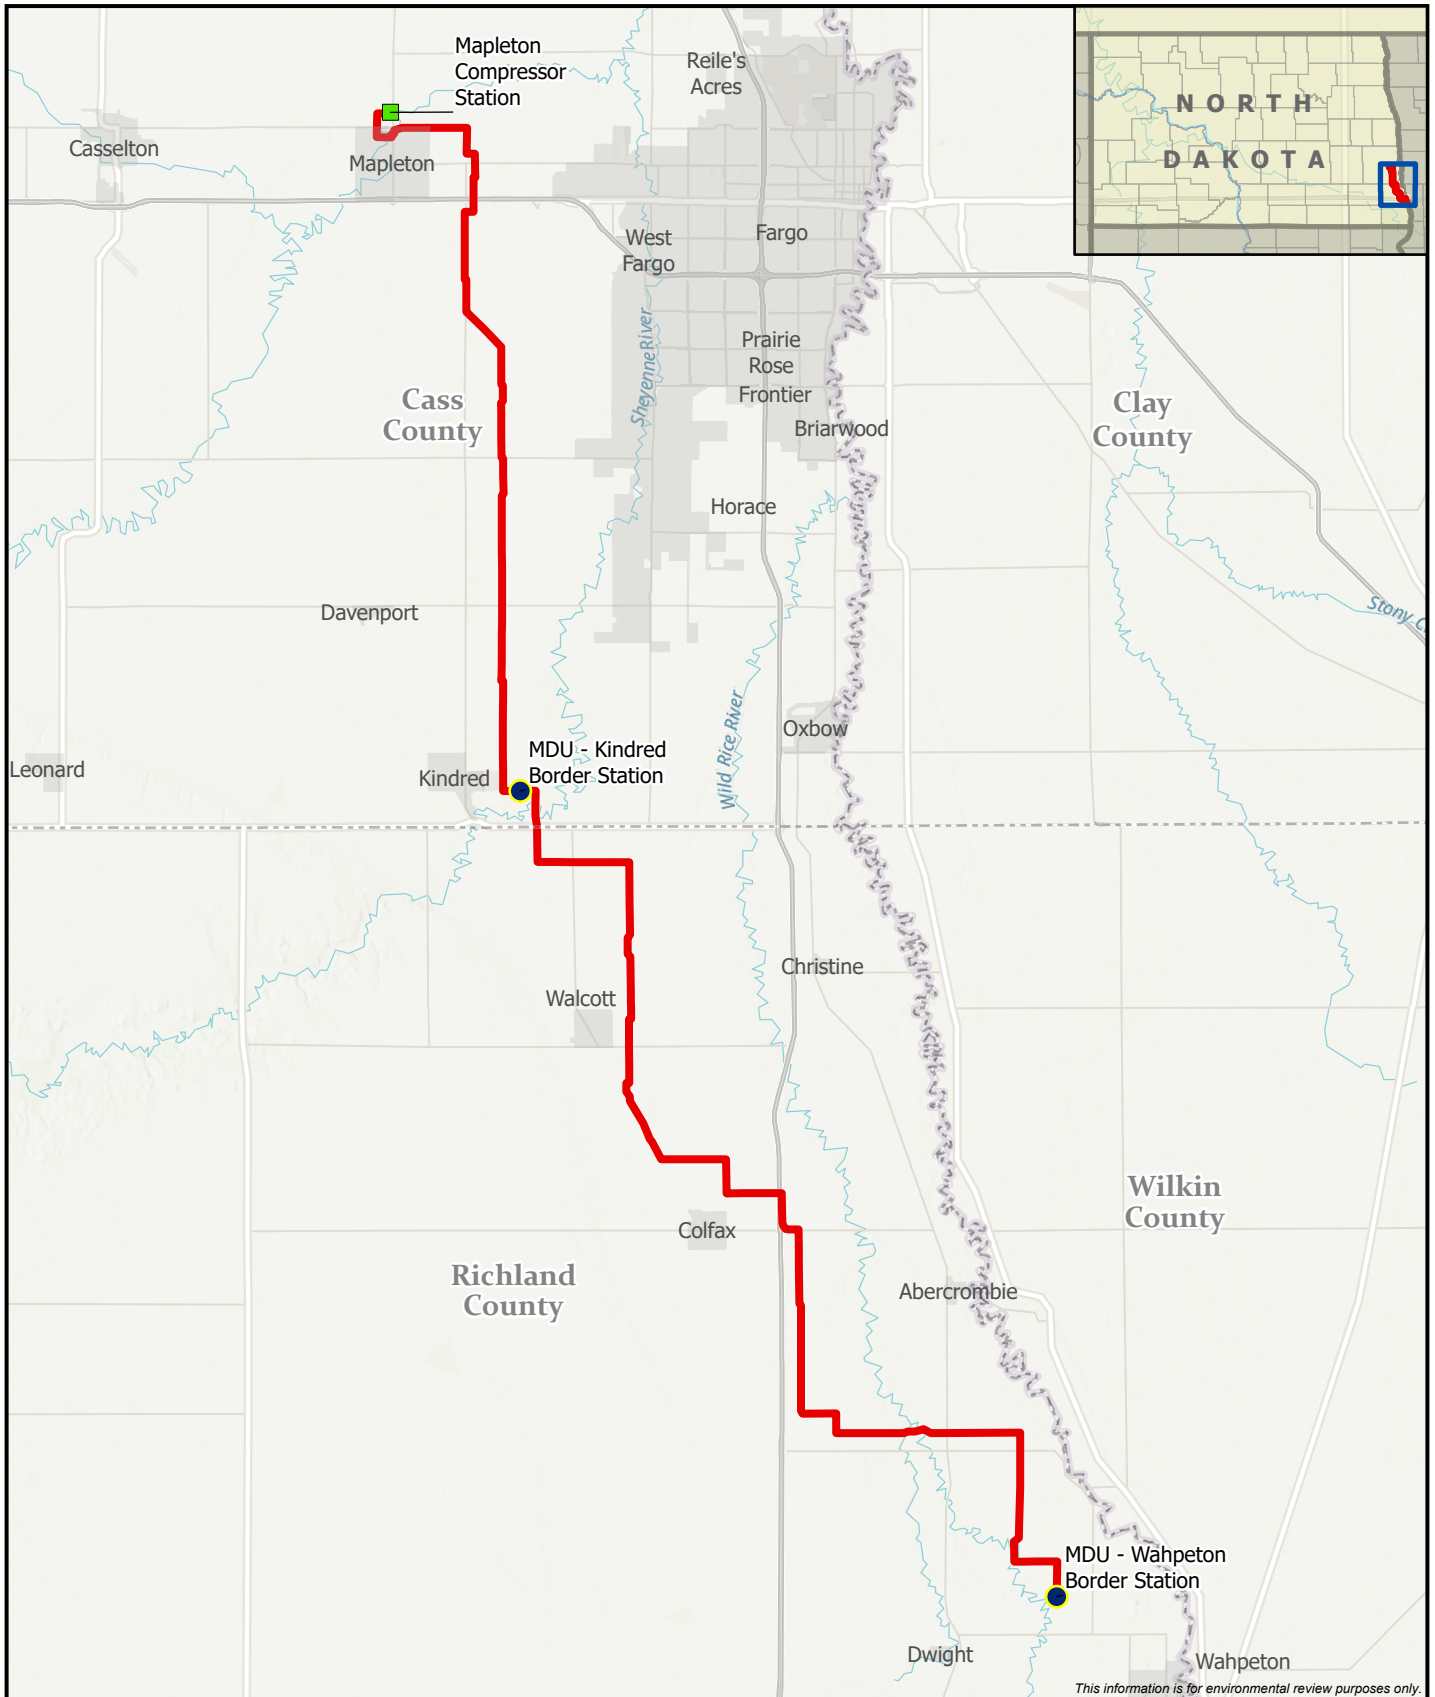 Mapleton
Compressor
Station
Reile's
Acres
NORTH
DAKOTA
Casselton
Mapleton
West
Fargo
Fargo
Sheyenne River
Prairie
Rose
Frontier
Briarwood
Cass
County
Clay
County
Horace
Davenport
Stony C
Wild Rice River
Oxbow
MDU - Kindred
Border Station
Leonard
Kindred
Christine
Walcott
Wilkin
County
Colfax
Richland
County
Abercrombie
MDU - Wahpeton
Border Station
Dwight
Wahpeton
This information is for environmental review purposes only.